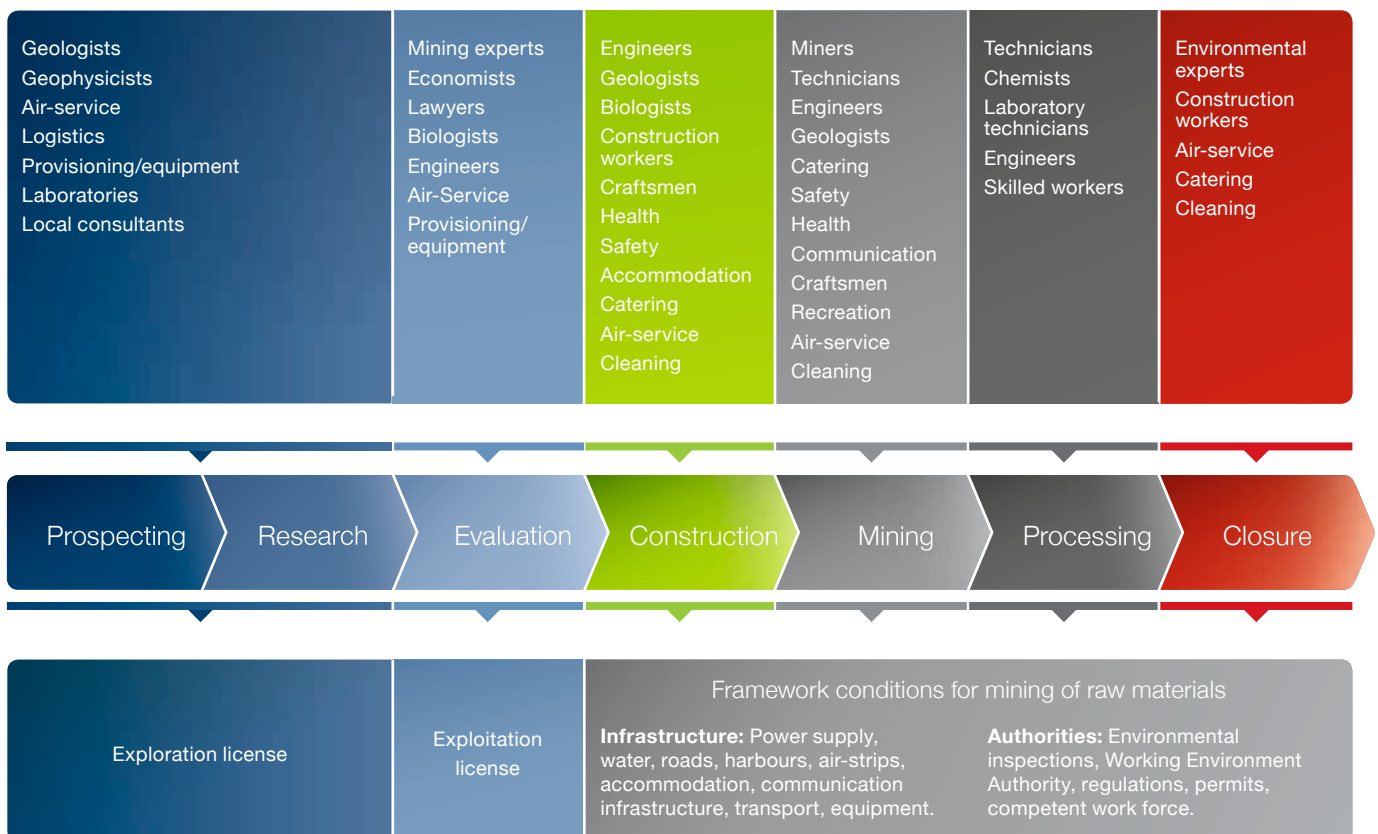 Geologists
Geophysicists
Air-service
Logistics
Provisioning/equipment
Laboratories
Local consultants
Mining experts
Economists
Lawyers
Biologists
Engineers
Air-Service
Provisioning/
equipment
Engineers
Geologists
Biologists
Construction
workers
Craftsmen
Health
Safety
Accommodation
Catering
Air-service
Cleaning
Miners
Technicians
Engineers
Geologists
Catering
Safety
Health
Communication
Craftsmen
Recreation
Air-service
Cleaning
Technicians
Chemists
Laboratory
technicians
Engineers
Skilled workers
Environmental
experts
Construction
workers
Air-service
Catering
Cleaning
Prospecting
Research
Evaluation
Construction
Mining
Processing
Closure
Exploration license
Exploitation
license
Framework conditions for mining of raw materials
Infrastructure: Power supply,
water, roads, harbours, air-strips,
accommodation, communication
infrastructure, transport, equipment.
Authorities: Environmental
inspections, Working Environment
Authority, regulations, permits,
competent work force.